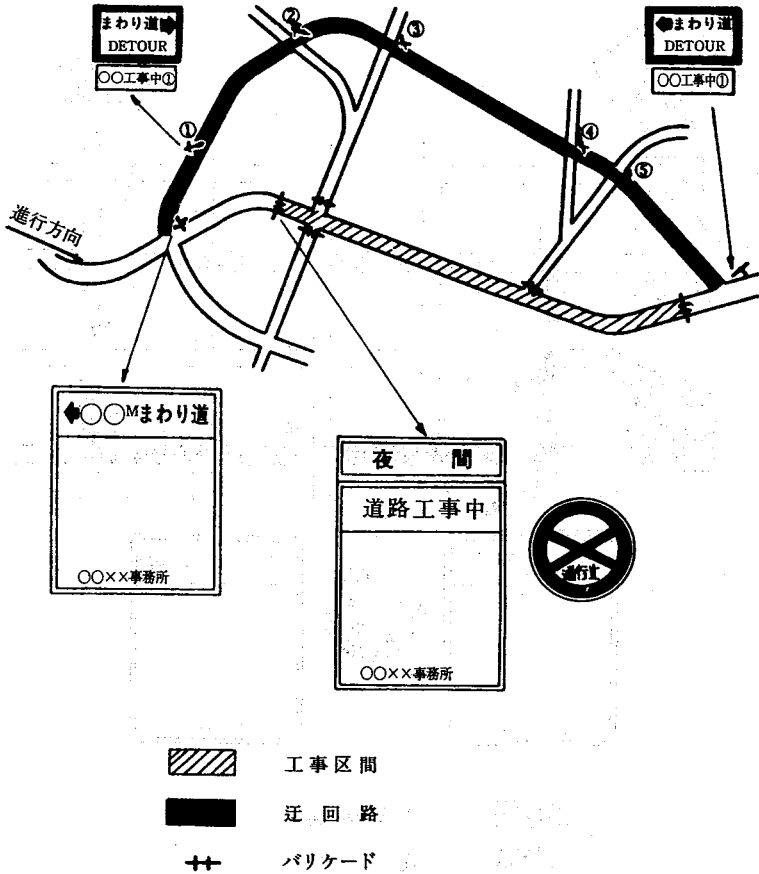 まわり道
DETOUR
○○工事中①
②
③
まわり道
DETOUR
○○工事中①
①
④
⑤
進行方向
○○Mまわり道
○○××事務所
夜間
道路工事中
○○××事務所
通行止
工事区間
迂回路
バリケード